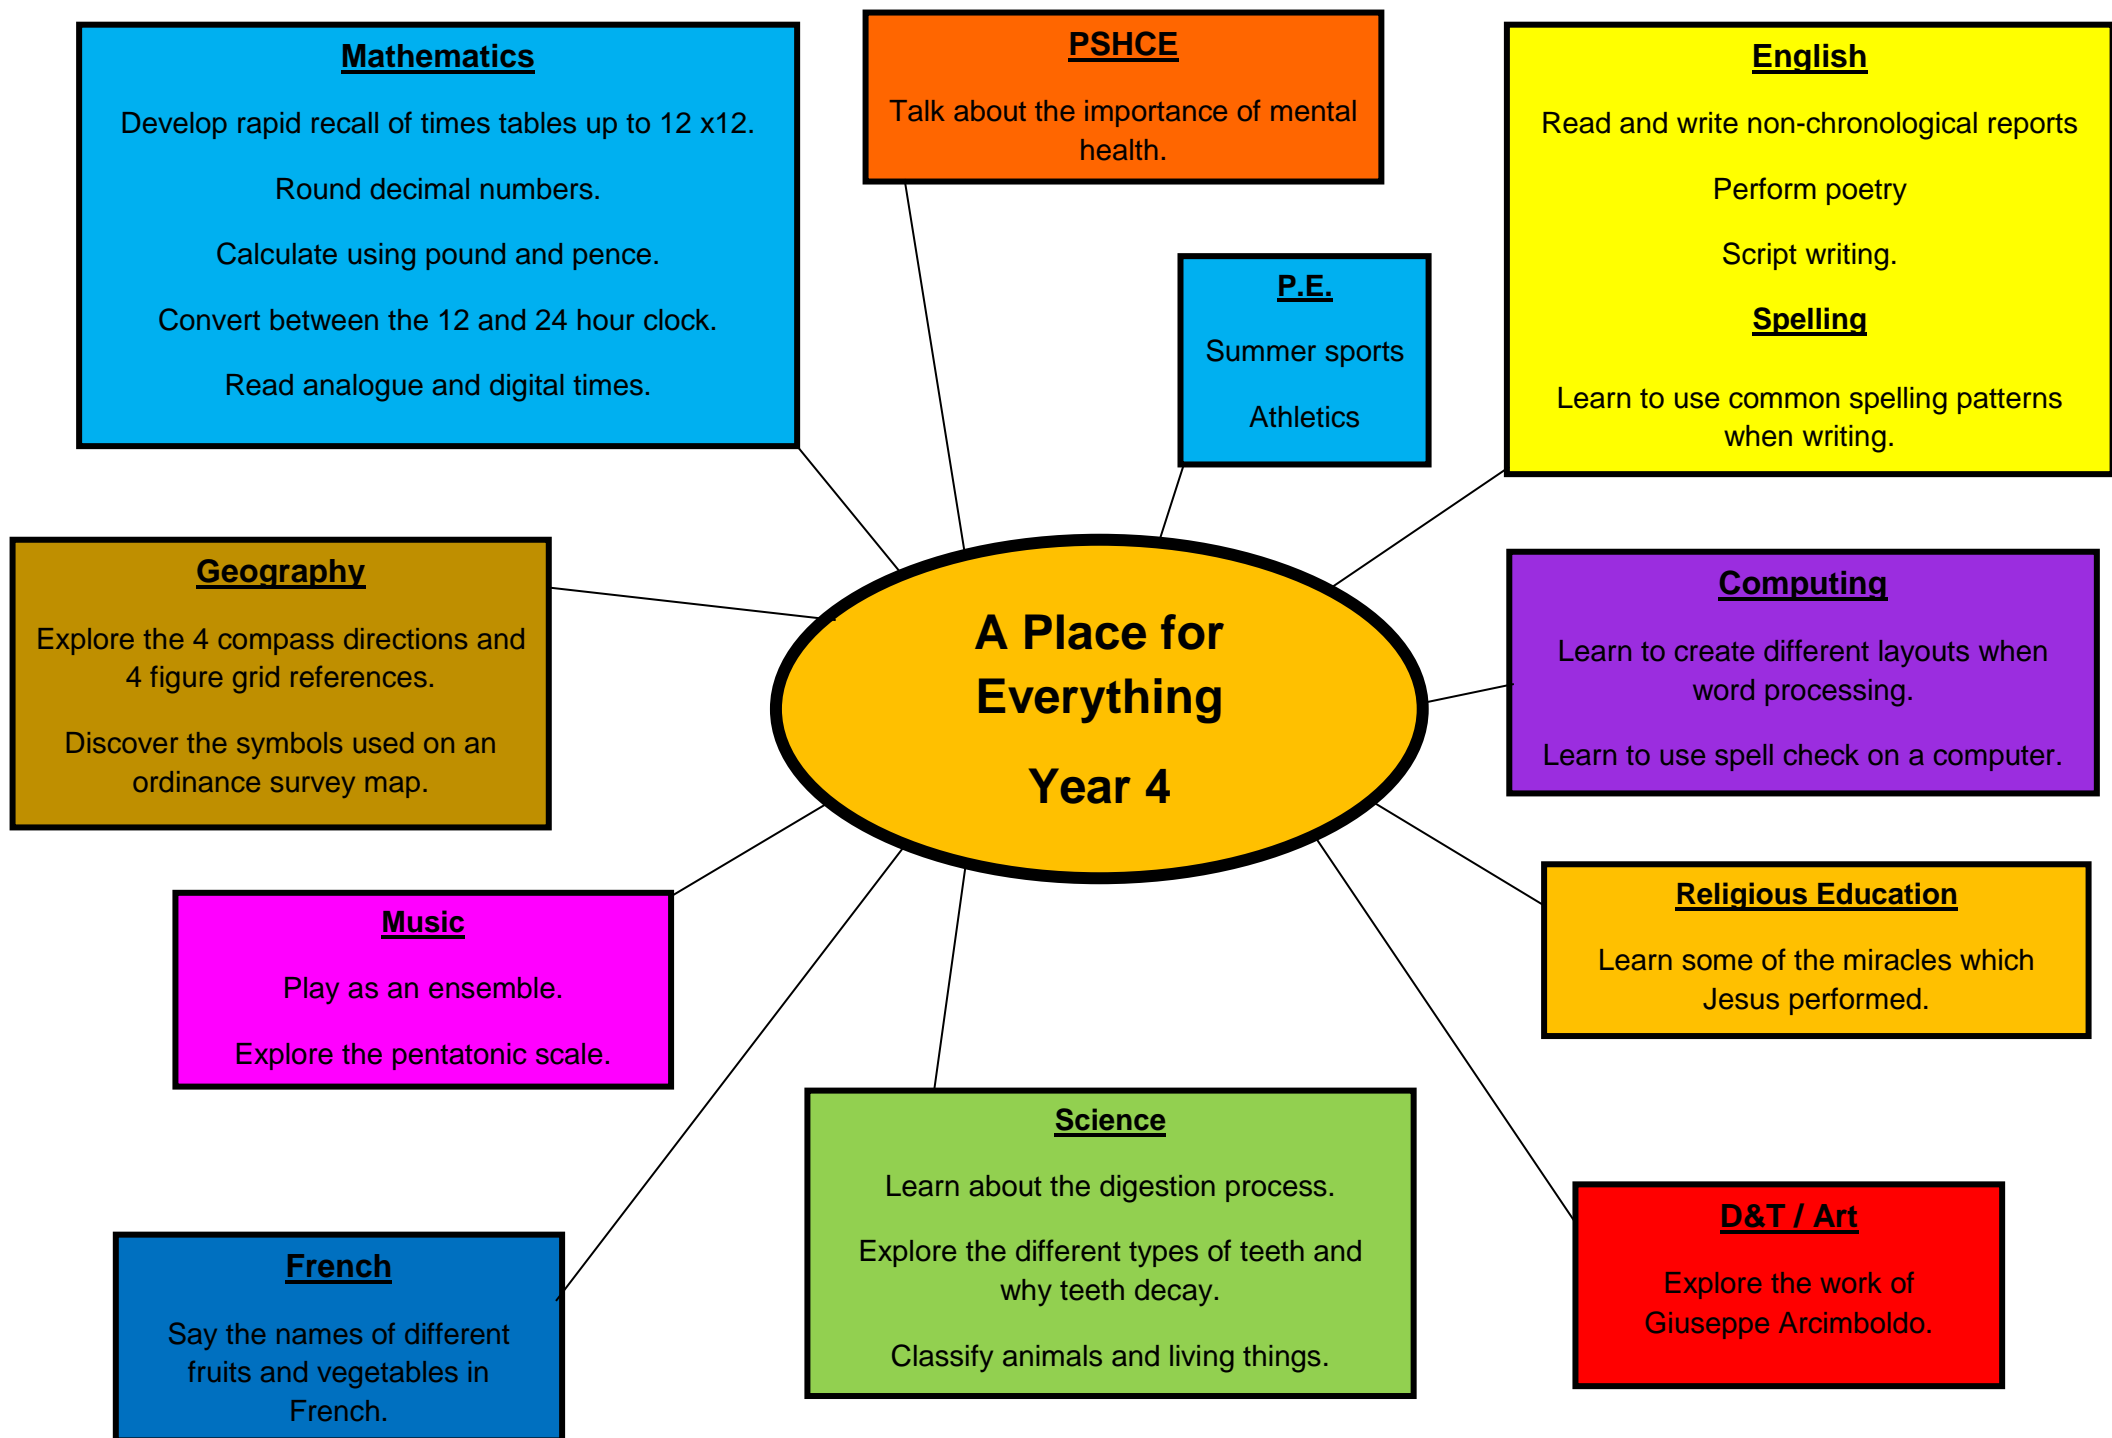 Mathematics
Develop rapid recall of times tables up to 12 x12.
Round decimal numbers.
Calculate using pound and pence.
Convert between the 12 and 24 hour clock.
Read analogue and digital times.
PSHCE
Talk about the importance of mental
health.
P.E.
Summer sports
Athletics
English
Read and write non-chronological reports
Perform poetry
Script writing.
Spelling
Learn to use common spelling patterns
when writing.
Geography
Explore the 4 compass directions and
4 figure grid references.
Discover the symbols used on an
ordinance survey map.
A Place for
Everything
Year 4
Computing
Learn to create different layouts when
word processing.
Learn to use spell check on a computer.
Music
Play as an ensemble.
Explore the pentatonic scale.
Religious Education
Learn some of the miracles which
Jesus performed.
French
Say the names of different
fruits and vegetables in
French.
Science
Learn about the digestion process.
Explore the different types of teeth and
why teeth decay.
Classify animals and living things.
D&T / Art
Explore the work of
Giuseppe Arcimboldo.